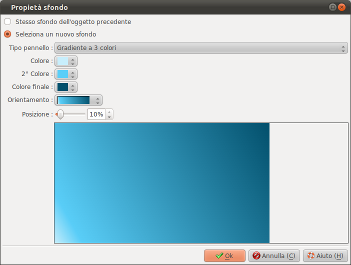 Propietà sfondo
Stesso sfondo dell'oggetto precedente
Seleziona un nuovo sfondo
Tipo pennello : Gradiente a 3 colori
Colore :
2° Colore :
Colore finale :
Orientamento :
Posizione : 10%
Ok Annulla (C) Aiuto (H)